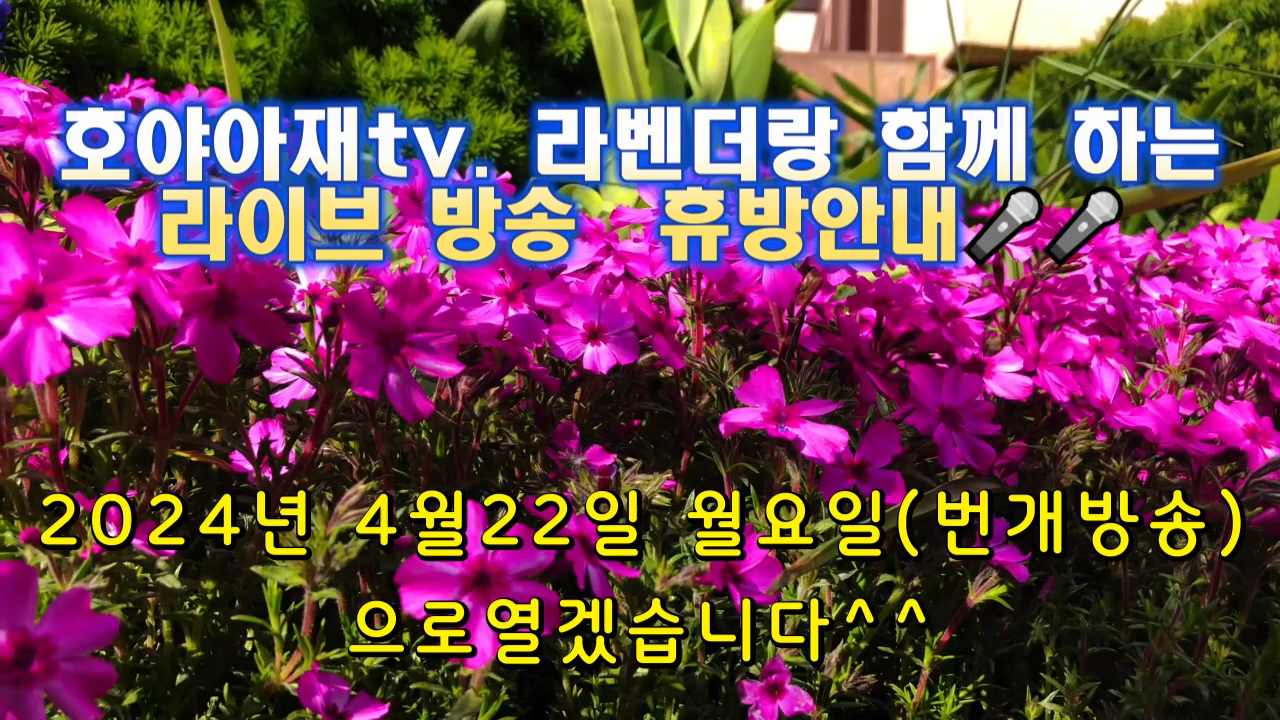 호야아재tv. 라벤더랑 함께 하는
라이브 방송 휴방안내🎤🎤
2024년 4월22일 월요일(번개방송)
으로열겠습니다^^